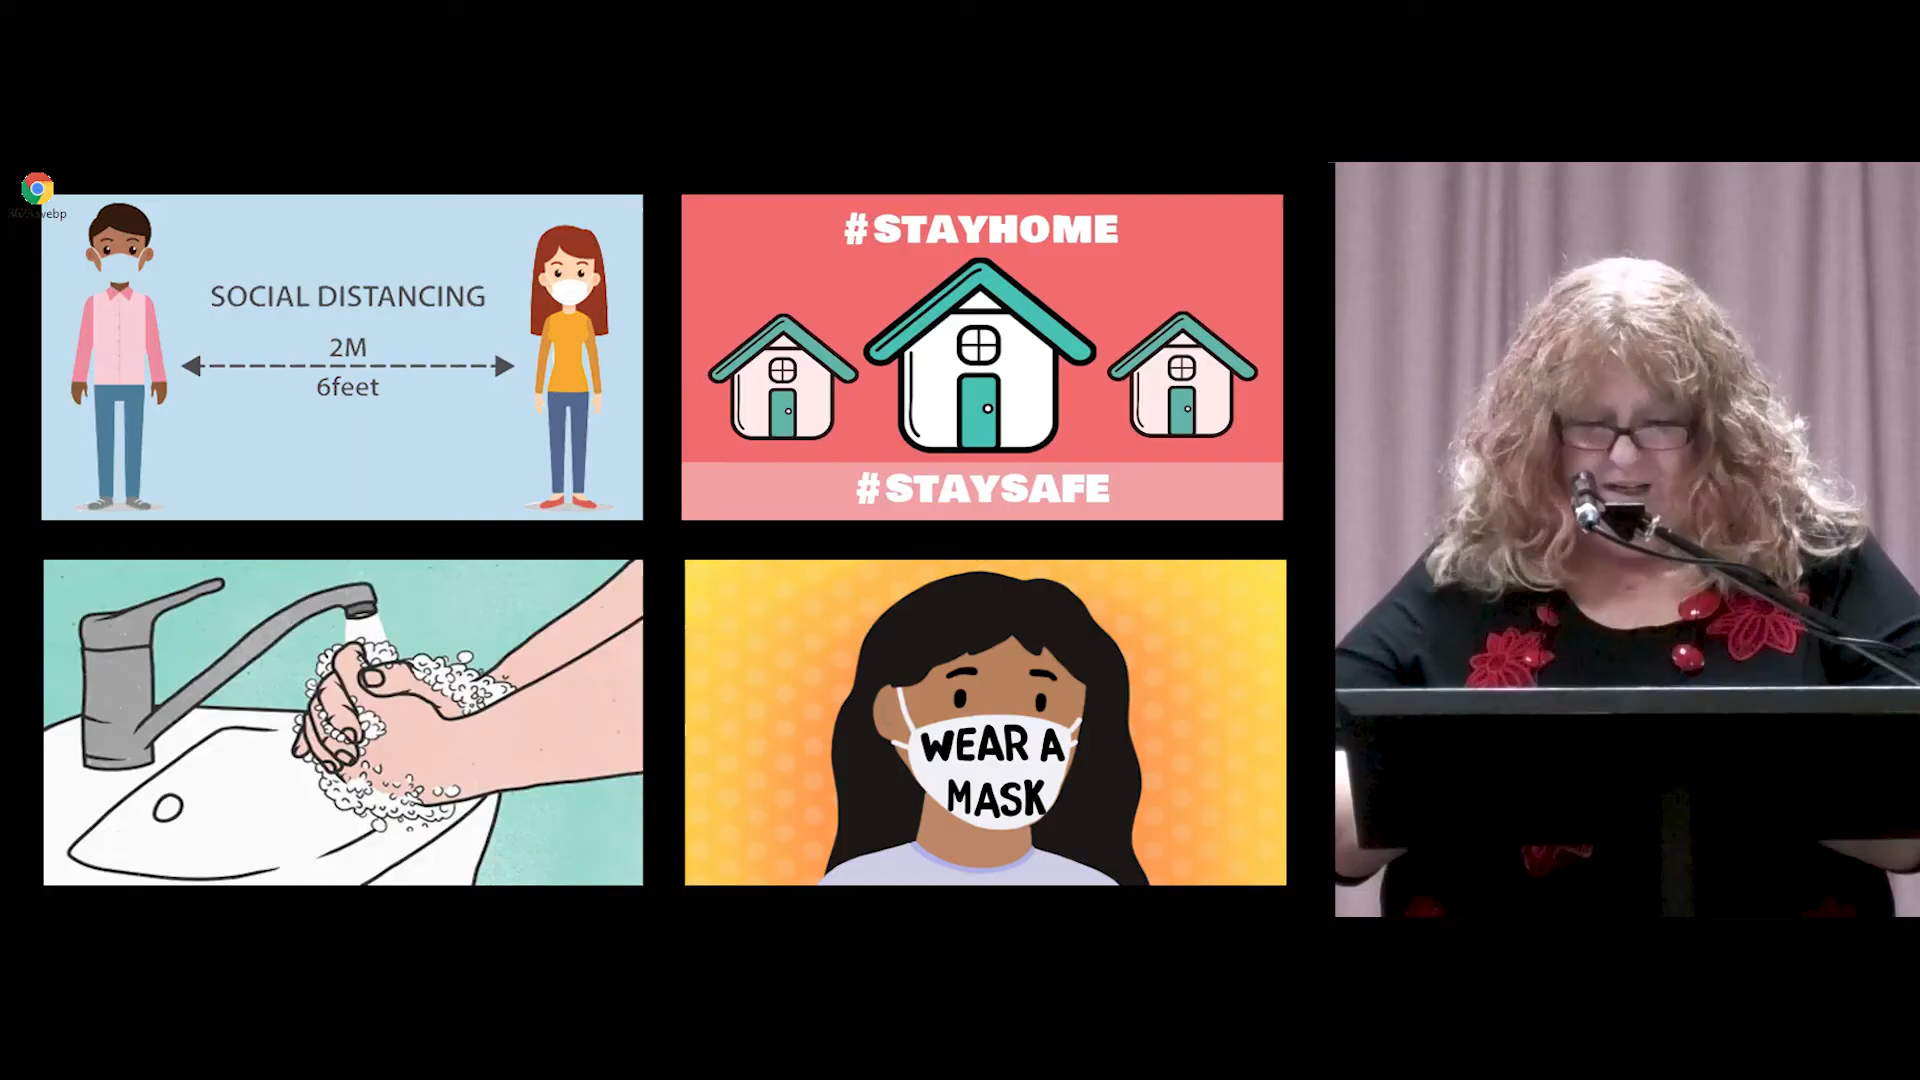 SOCIAL DISTANCING
2M
6feet
#STAYHOME
#STAYSAFE
WEAR A
MASK